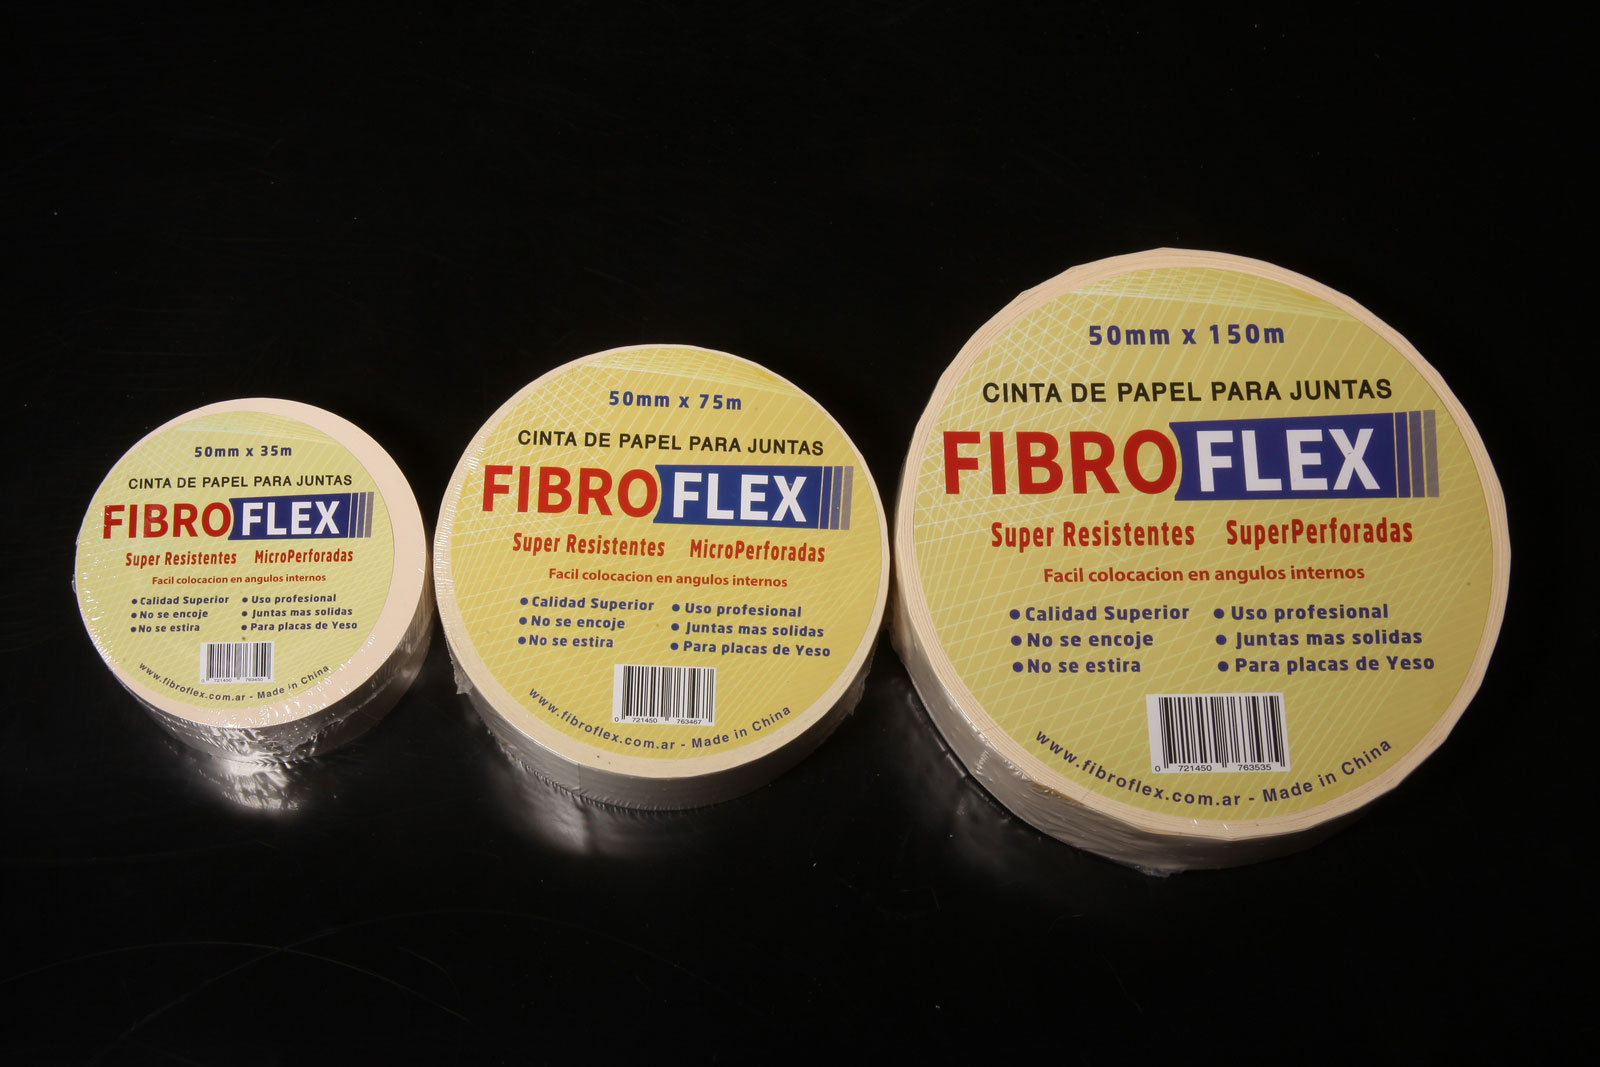 50mm x 35m
CINTA DE PAPEL PARA JUNTAS
FIBROFLEX
Super Resistentes MicroPerforadas
Facil colocacion en angulos internos
• Calidad Superior • Uso profesional
• No se encoje • Juntas mas solidas
• No se estira • Para placas de Yeso
www.fibroflex.com.ar - Made in China
50mm x 75m
CINTA DE PAPEL PARA JUNTAS
FIBROFLEX
Super Resistentes MicroPerforadas
Facil colocacion en angulos internos
• Calidad Superior • Uso profesional
• No se encoje • Juntas mas solidas
• No se estira • Para placas de Yeso
0 721450 763467
www.fibroflex.com.ar - Made in China
50mm x 150m
CINTA DE PAPEL PARA JUNTAS
FIBROFLEX
Super Resistentes SuperPerforadas
Facil colocacion en angulos internos
• Calidad Superior • Uso profesional
• No se encoje • Juntas mas solidas
• No se estira • Para placas de Yeso
0 721450 763535
www.fibroflex.com.ar - Made in China